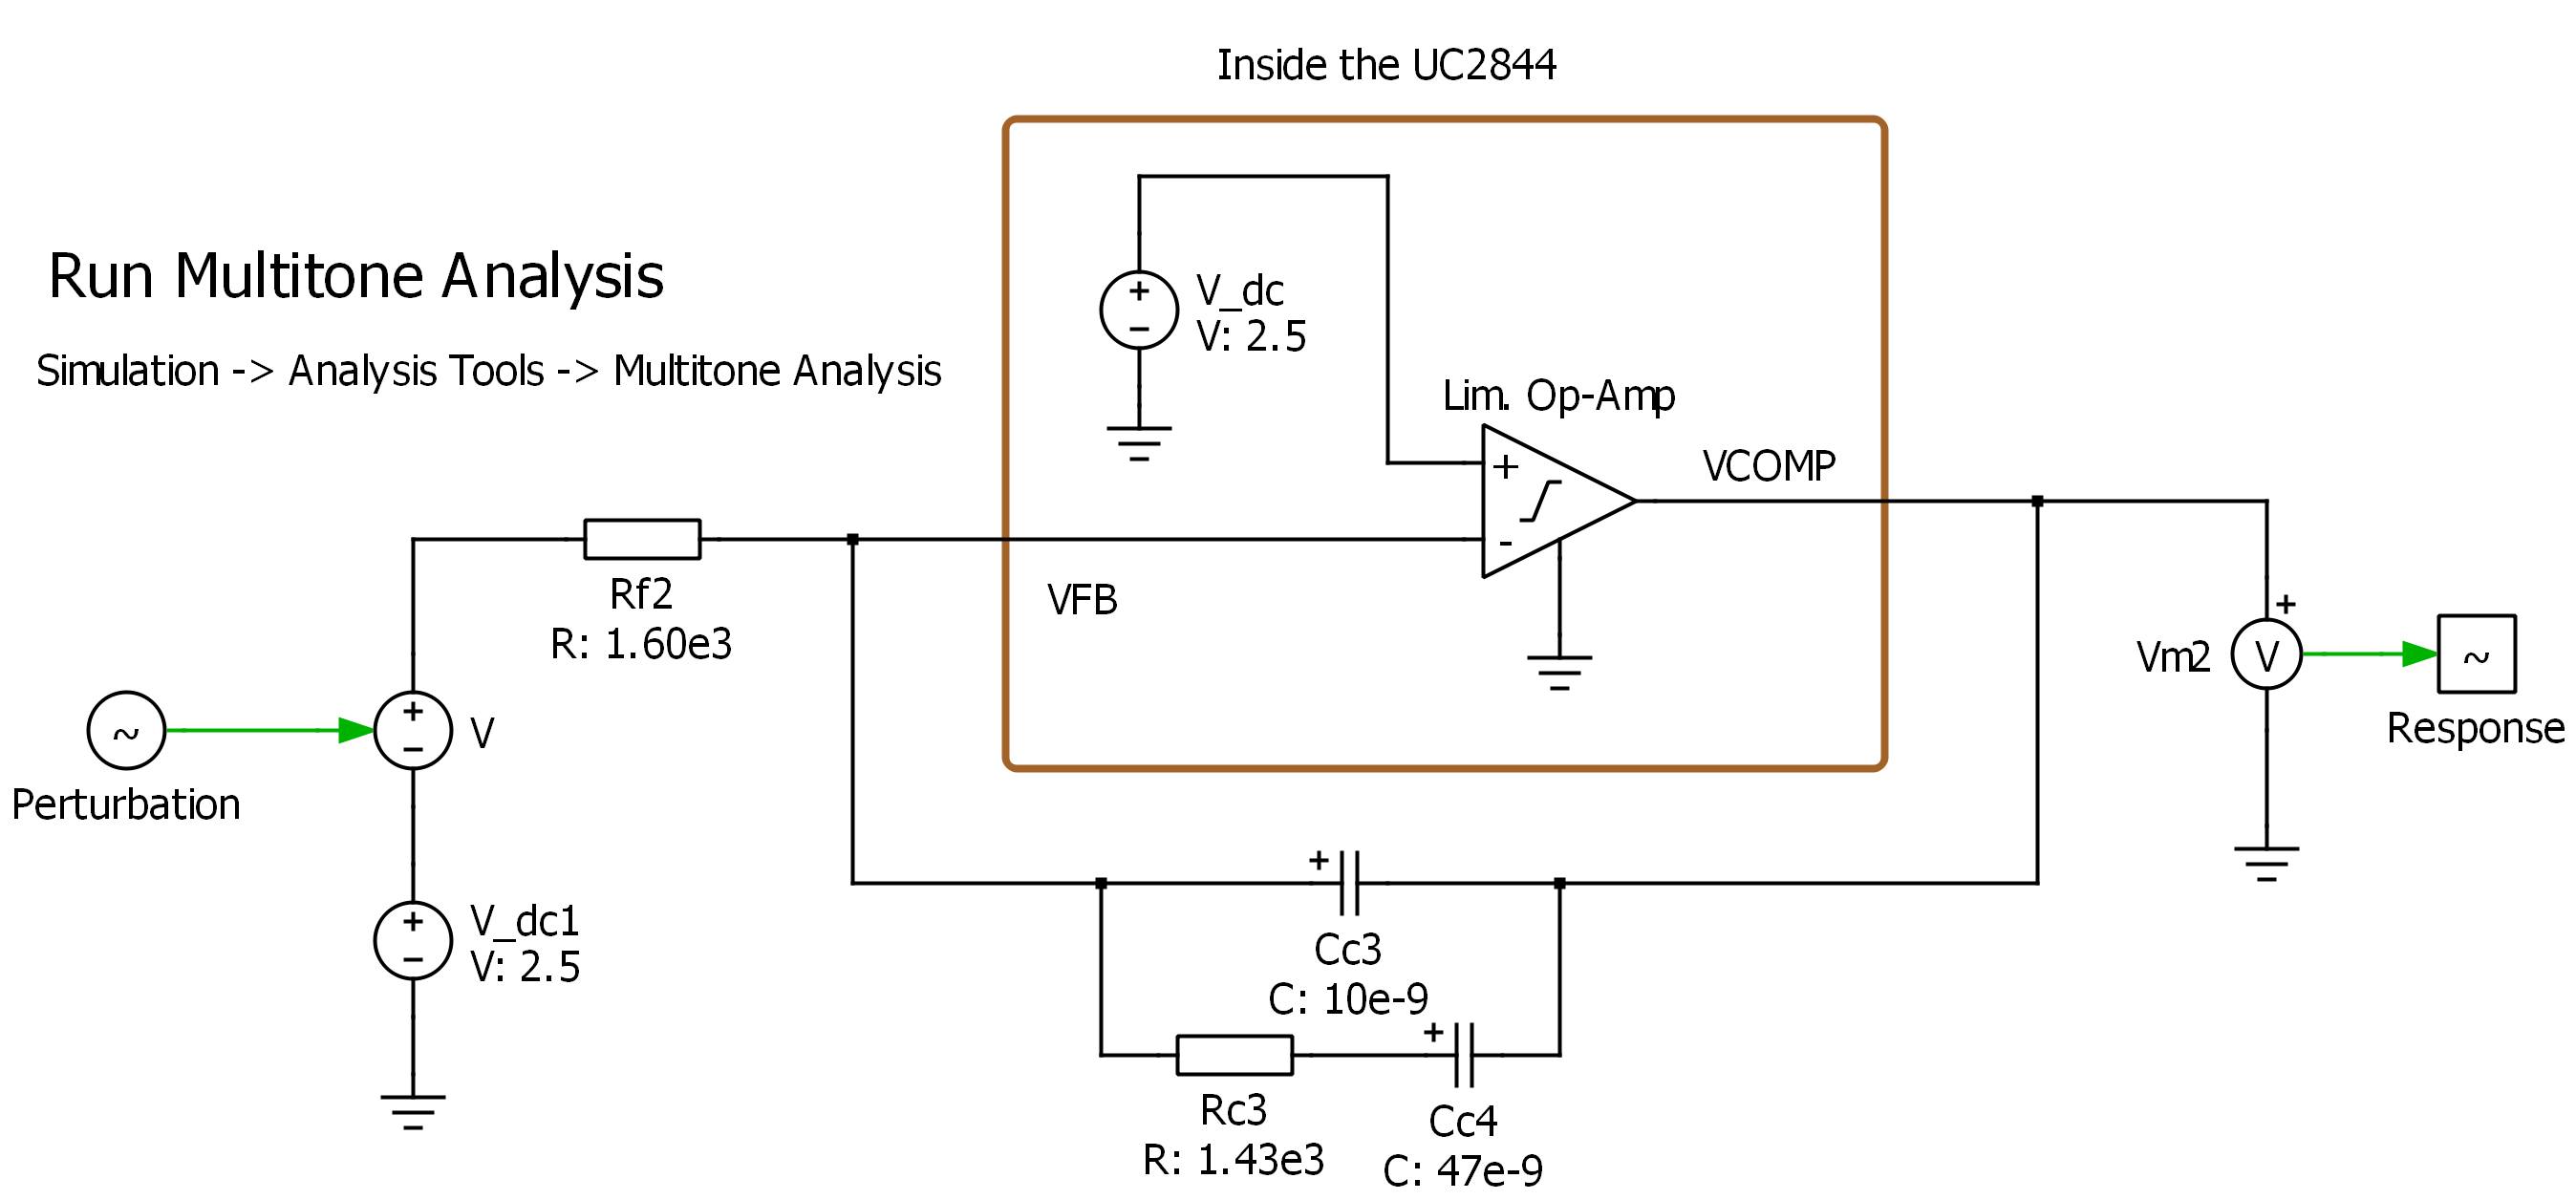 Inside the UC2844
Run Multitone Analysis
Simulation -> Analysis Tools -> Multitone Analysis
+
-
V_dc
V: 2.5
Lim. Op-Amp
+
-
VCOMP
VFB
Rf2
R: 1.60e3
~
Perturbation
+
-
V
+
-
V_dc1
V: 2.5
+
Vm2
V
~
Response
+
Cc3
C: 10e-9
Rc3
R: 1.43e3
+
Cc4
C: 47e-9